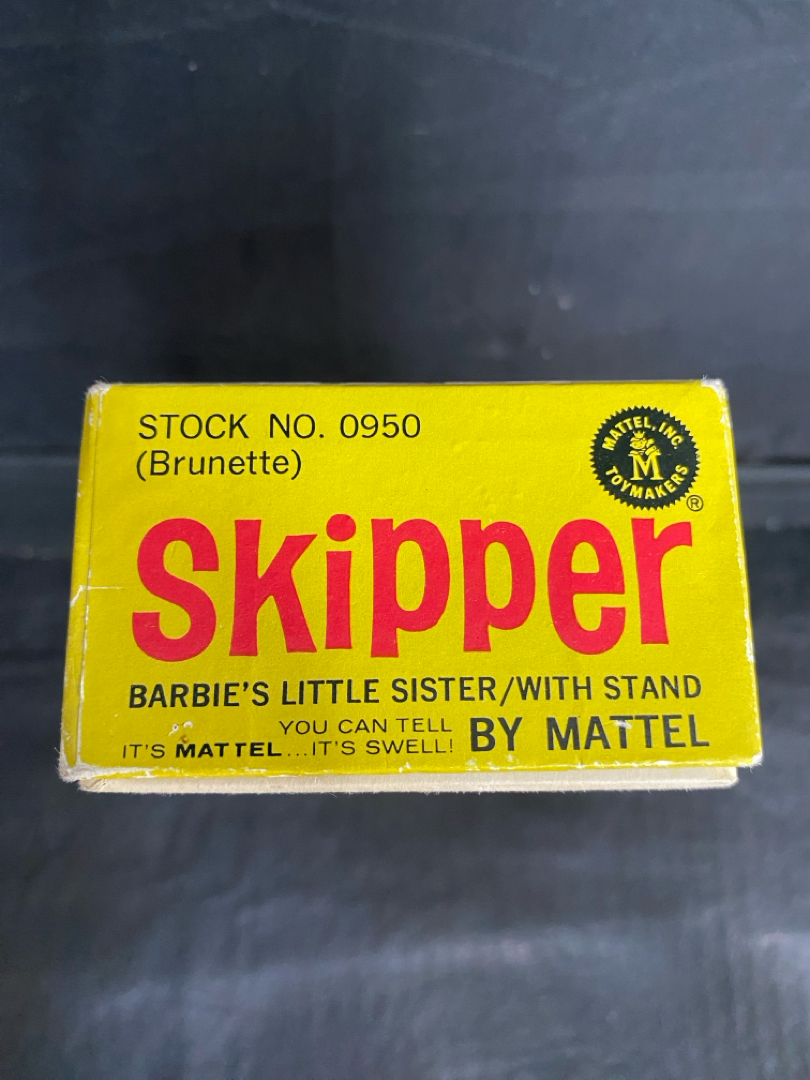 STOCK NO. 0950
(Brunette)
MATTEL, INC.
M
TOYMAKERS
®
Skipper
BARBIE'S LITTLE SISTER/WITH STAND
YOU CAN TELL
IT'S MATTEL...IT'S SWELL!
BY MATTEL